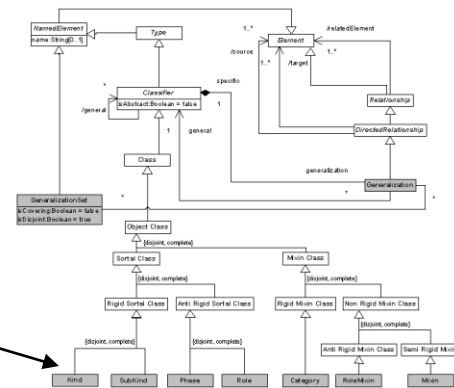 NamedElement
name:String[0..1]
Type
Element
1..*
/relatedElement
/source
1..*
1..*
/target
*
specific
Classifier
isAbstract:Boolean = false
/general
1
1
general
Relationship
DirectedRelationship
Class
generalization
Generalization
*
*
*
GeneralizationSet
isCovering:Boolean = false
isDisjoint:Boolean = true
Object Class
{disjoint, complete}
Sortal Class
Mixin Class
{disjoint, complete}
{disjoint, complete}
Rigid Sortal Class
Anti Rigid Sortal Class
Rigid Mixin Class
Non Rigid Mixin Class
{disjoint, complete}
{disjoint, complete}
Anti Rigid Mixin Class
Semi Rigid Mixin
Kind
SubKind
Phase
Role
Category
RoleMixin
Mixin